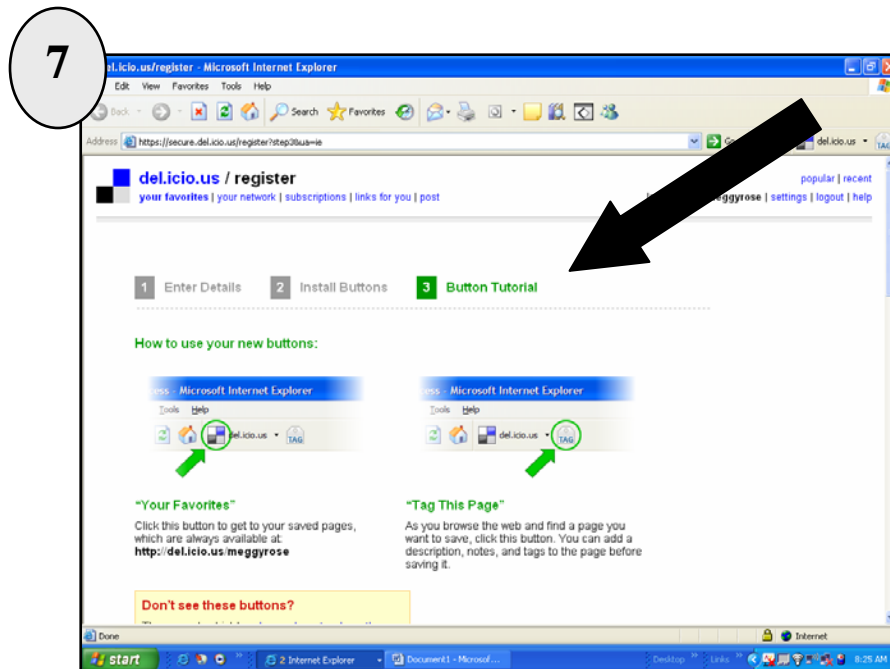 7
el.icio.us/register - Microsoft Internet Explorer
Edit View Favorites Tools Help
Back Search Favorites
Address https://secure.del.icio.us/register?step3&ua=ie
del.icio.us
TAG
del.icio.us / register
popular | recent
your favorites | your network | subscriptions | links for you | post
eggyrose | settings | logout | help
1 Enter Details 2 Install Buttons 3 Button Tutorial
How to use your new buttons:
ess - Microsoft Internet Explorer
Tools Help
del.icio.us TAG
ess - Microsoft Internet Explorer
Tools Help
del.icio.us TAG
"Your Favorites"
Click this button to get to your saved pages,
which are always available at:
http://del.icio.us/meggyrose
"Tag This Page"
As you browse the web and find a page you
want to save, click this button. You can add a
description, notes, and tags to the page before
saving it.
Don't see these buttons?
Done Internet
start 2 Internet Explorer Document1 - Microsof... Desktop Links 8:25 AM